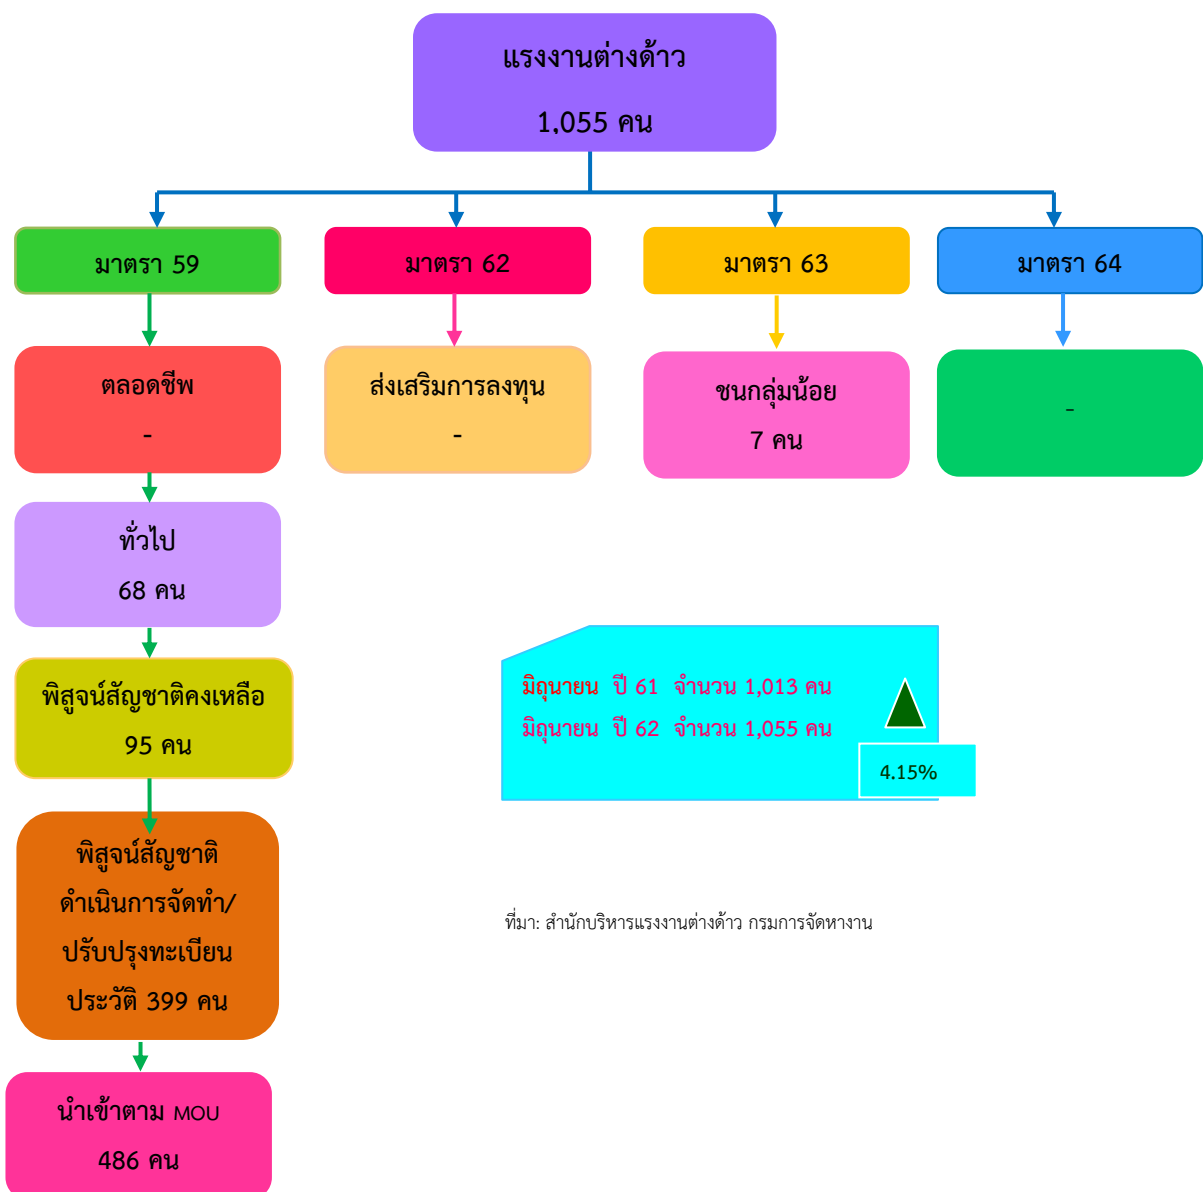 แรงงานต่างด้าว
1,055 คน
มาตรา 59
มาตรา 62
มาตรา 63
มาตรา 64
ตลอดชีพ
-
ส่งเสริมการลงทุน
-
ชนกลุ่มน้อย
7 คน
-
ทั่วไป
68 คน
พิสูจน์สัญชาติคงเหลือ
95 คน
พิสูจน์สัญชาติ
ดำเนินการจัดทำ/
ปรับปรุงทะเบียน
ประวัติ 399 คน
นำเข้าตาม MOU
486 คน
มิถุนายน ปี 61 จำนวน 1,013 คน
มิถุนายน ปี 62 จำนวน 1,055 คน
4.15%
ที่มา: สำนักบริหารแรงงานต่างด้าว กรมการจัดหางาน